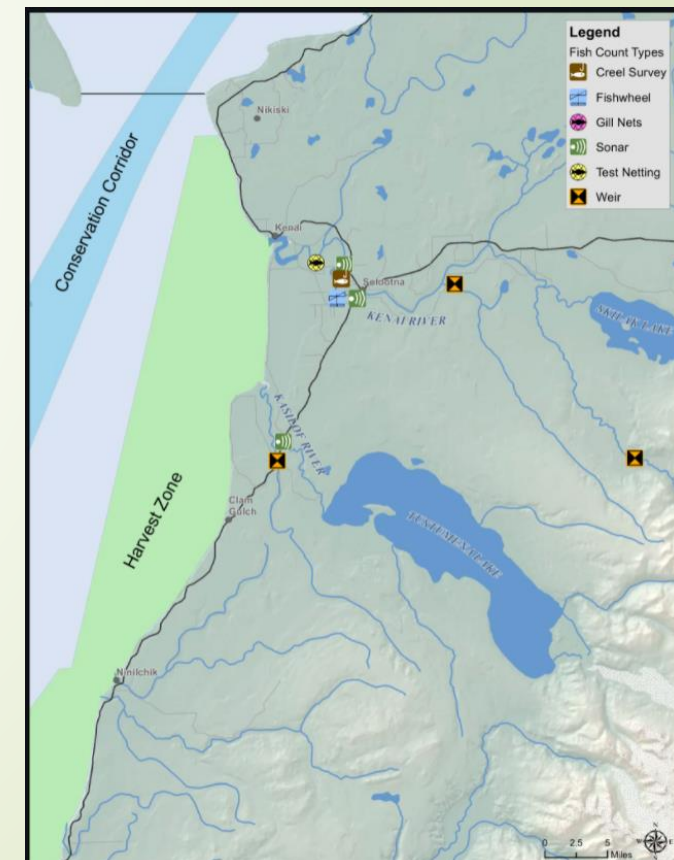 Legend
Fish Count Types
Creel Survey
Fishwheel
Gill Nets
Sonar
Test Netting
Weir
Nikiski
Conservation Corridor
Kenai
Soldotna
KENAI RIVER
SKILAK LAKE
KASILOF RIVER
Clam
Gulch
TUSTUMENA LAKE
Harvest Zone
Ninilchik
N
W
E
S
0 2.5 5
Miles